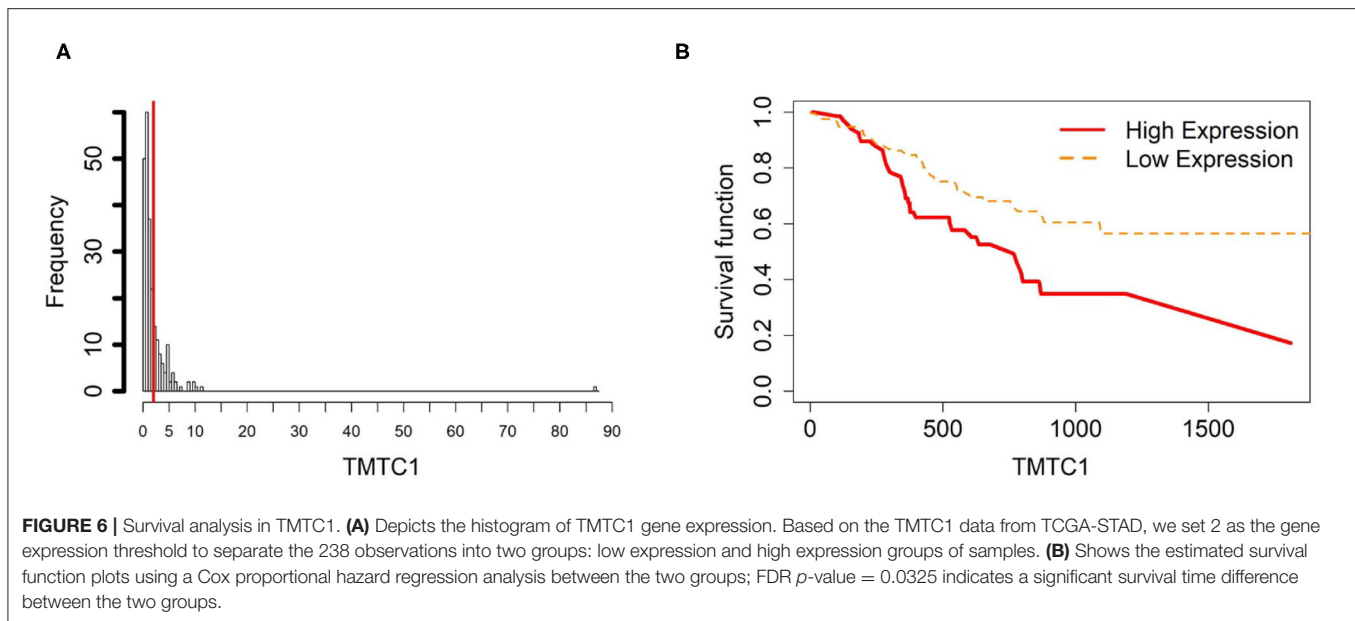 A
B
Frequency
0
10
30
50
0 5 10 20 30 40 50 60 70 80 90
TMTC1
Survival function
0.0
0.2
0.4
0.6
0.8
1.0
High Expression
Low Expression
0 500 1000 1500
TMTC1
FIGURE 6 | Survival analysis in TMTC1. (A) Depicts the histogram of TMTC1 gene expression. Based on the TMTC1 data from TCGA-STAD, we set 2 as the gene
expression threshold to separate the 238 observations into two groups: low expression and high expression groups of samples. (B) Shows the estimated survival
function plots using a Cox proportional hazard regression analysis between the two groups; FDR p-value = 0.0325 indicates a significant survival time difference
between the two groups.